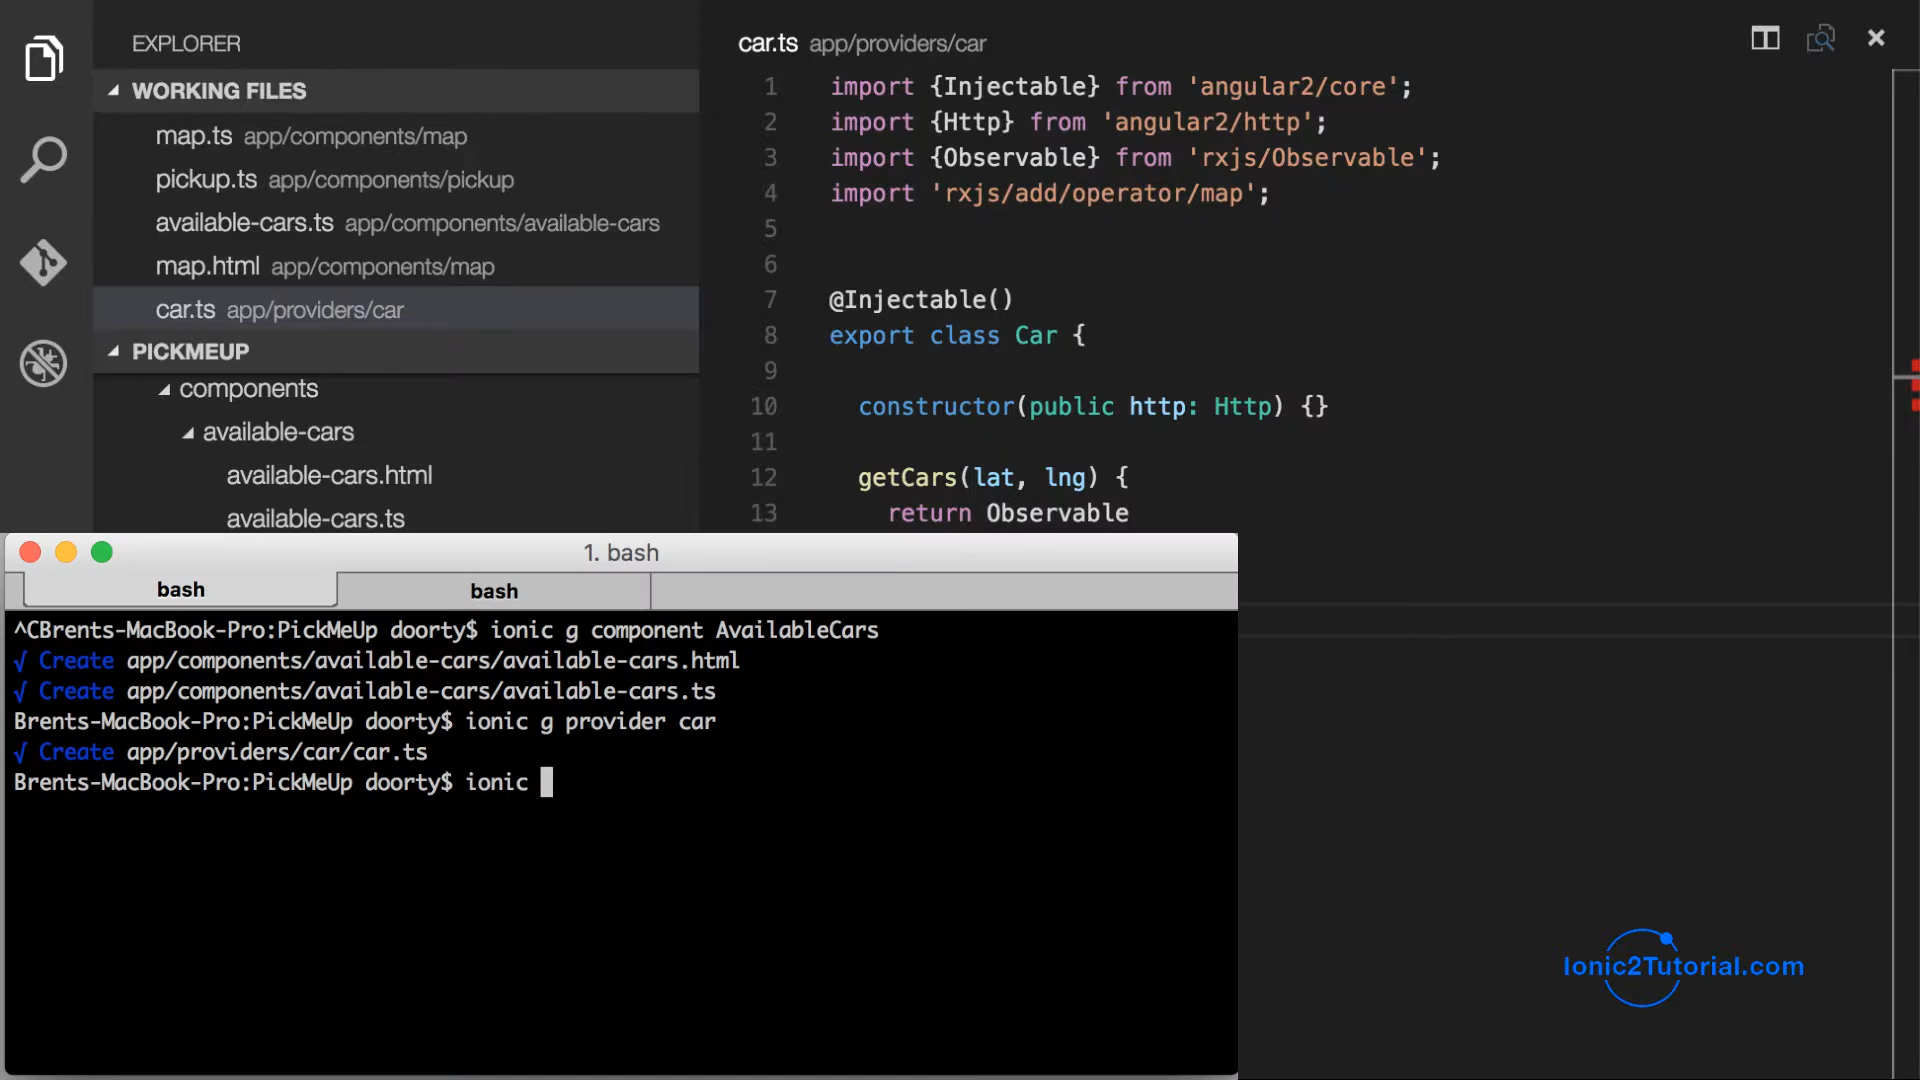 EXPLORER
WORKING FILES
map.ts app/components/map
pickup.ts app/components/pickup
available-cars.ts app/components/available-cars
map.html app/components/map
car.ts app/providers/car
PICKMEUP
components
available-cars
available-cars.html
available-cars.ts
car.ts app/providers/car
1 import {Injectable} from 'angular2/core';
2 import {Http} from 'angular2/http';
3 import {Observable} from 'rxjs/Observable';
4 import 'rxjs/add/operator/map';
5
6
7 @Injectable()
8 export class Car {
9
10 constructor(public http: Http) {}
11
12 getCars(lat, lng) {
13 return Observable
1. bash
bash bash
^CBrents-MacBook-Pro:PickMeUp doorty$ ionic g component AvailableCars
√ Create app/components/available-cars/available-cars.html
√ Create app/components/available-cars/available-cars.ts
Brents-MacBook-Pro:PickMeUp doorty$ ionic g provider car
√ Create app/providers/car/car.ts
Brents-MacBook-Pro:PickMeUp doorty$ ionic
Ionic2Tutorial.com